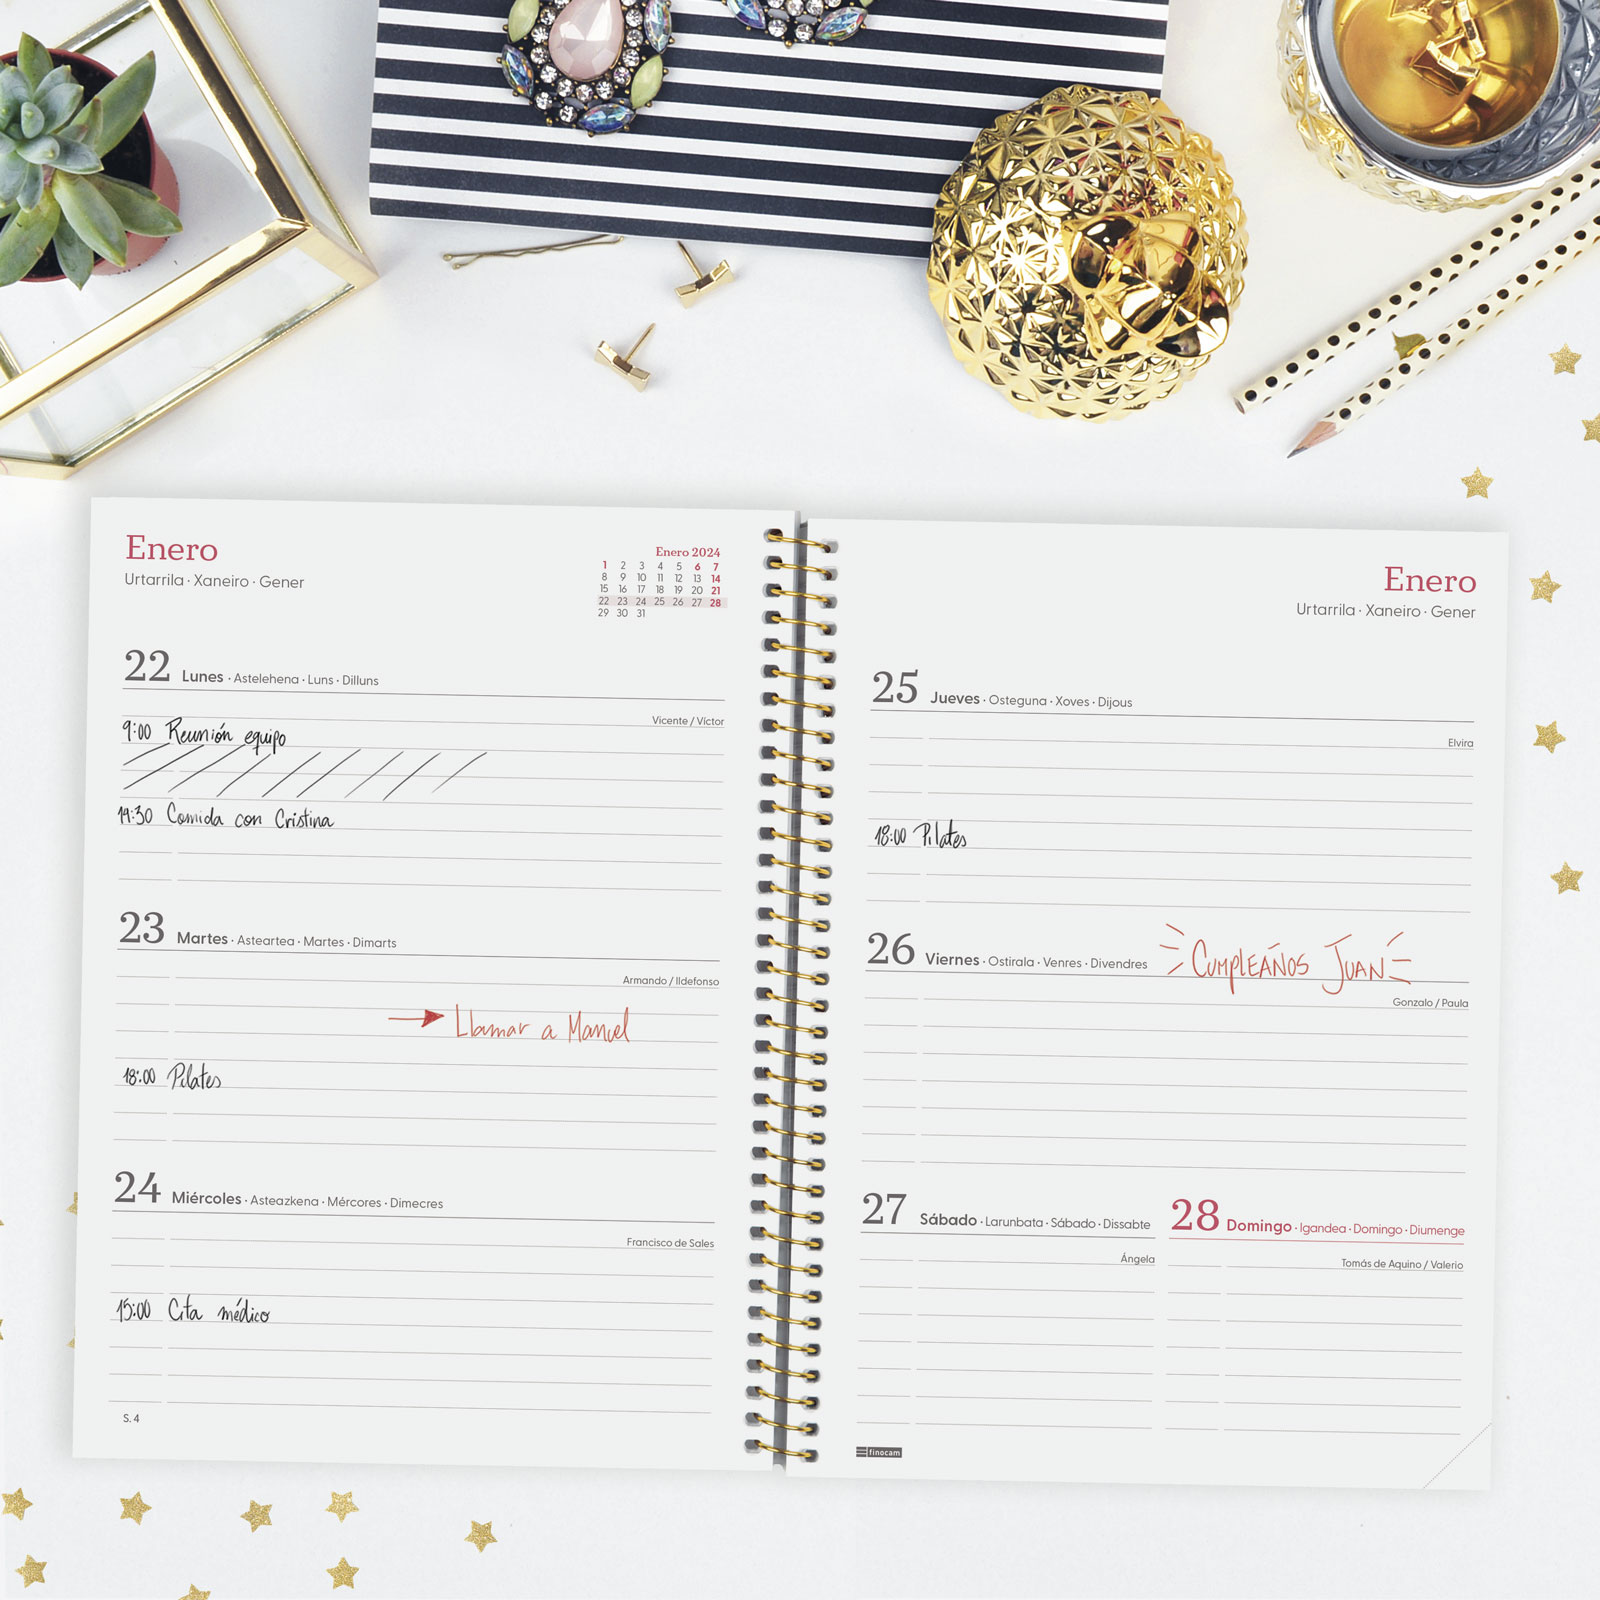 Enero
Urtarrila · Xaneiro · Gener
Enero 2024
1 2 3 4 5 6 7
8 9 10 11 12 13 14
15 16 17 18 19 20 21
22 23 24 25 26 27 28
29 30 31
22 Lunes · Astelehena · Luns · Dilluns
Vicente / Víctor
9:00 Reunión equipo
14:30 Comida con Cristina
23 Martes · Asteartea · Martes · Dimarts
Armando / Ildefonso
Llamar a Manuel
18:00 Pilates
24 Miércoles · Asteazkena · Mércores · Dimecres
Francisco de Sales
15:00 Cita médico
S. 4
Enero
Urtarrila · Xaneiro · Gener
25 Jueves · Osteguna · Xoves · Dijous
Elvira
18:00 Pilates
26 Viernes · Ostirala · Venres · Divendres
CUMPLEAÑOS JUAN
Gonzalo / Paula
27 Sábado · Larunbata · Sábado · Dissabte
Ángela
28 Domingo · Igandea · Domingo · Diumenge
Tomás de Aquino / Valerio
finocam